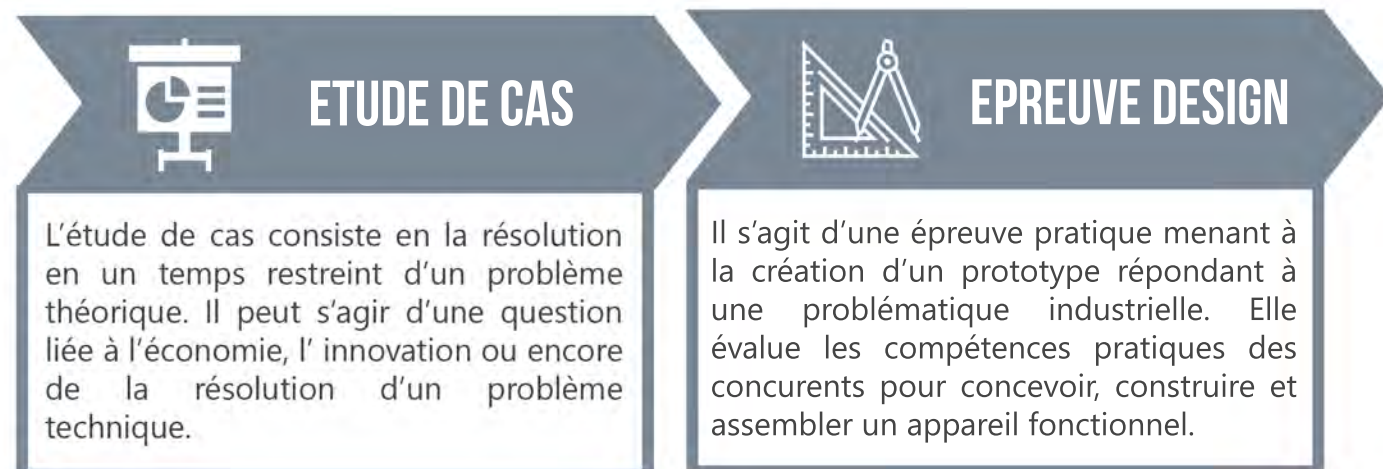 ETUDE DE CAS
L'étude de cas consiste en la résolution
en un temps restreint d'un problème
théorique. Il peut s'agir d'une question
liée à l'économie, l' innovation ou encore
de la résolution d'un problème
technique.
EPREUVE DESIGN
Il s'agit d'une épreuve pratique menant à
la création d'un prototype répondant à
une problématique industrielle. Elle
évalue les compétences pratiques des
concurents pour concevoir, construire et
assembler un appareil fonctionnel.